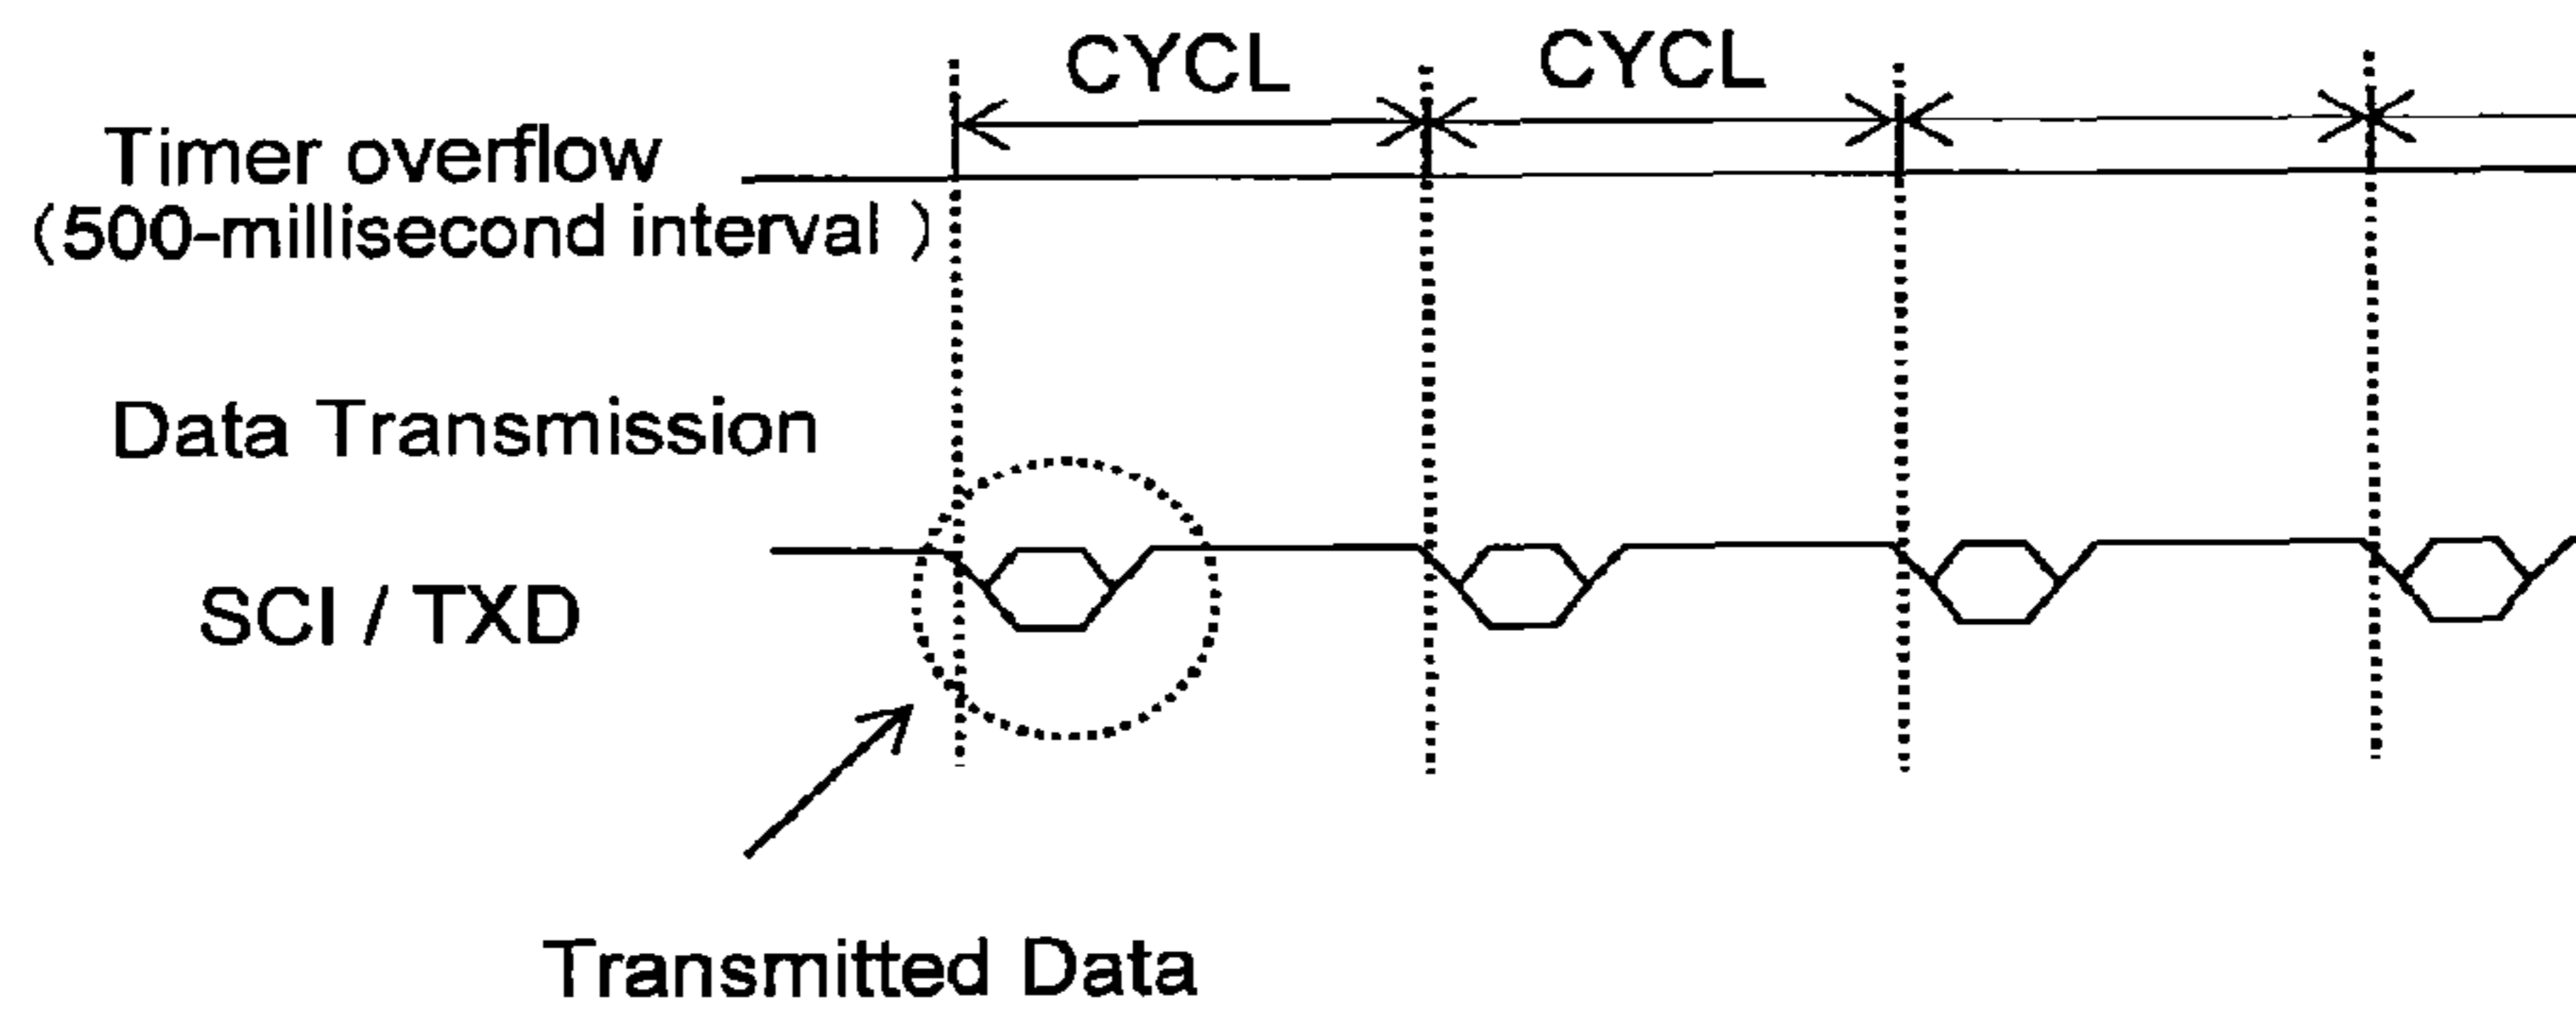 CYCL CYCL
Timer overflow
(500-millisecond interval )
Data Transmission
SCI / TXD
Transmitted Data